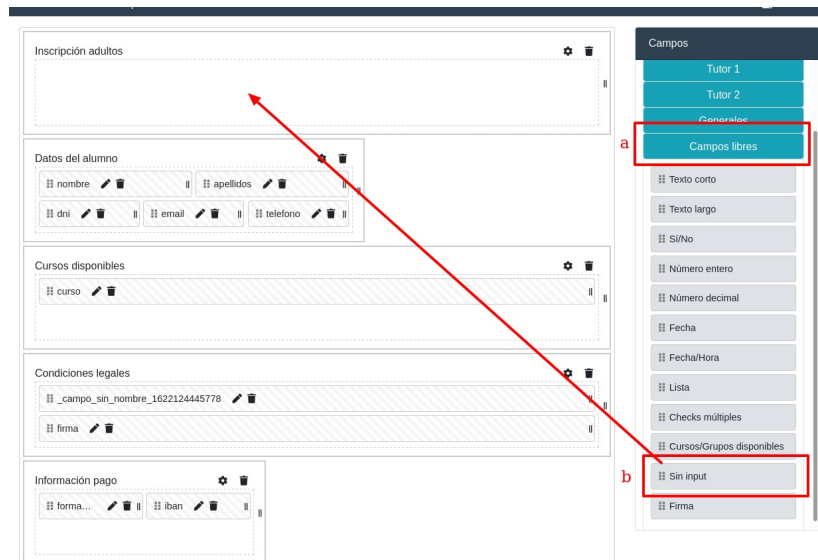 Inscripción adultos
Datos del alumno
nombre apellidos
dni email telefono
Cursos disponibles
curso
Condiciones legales
_campo_sin_nombre_1622124445778
firma
Información pago
forma... iban
Campos
Tutor 1
Tutor 2
Generales
a Campos libres
Texto corto
Texto largo
Sí/No
Número entero
Número decimal
Fecha
Fecha/Hora
Lista
Checks múltiples
Cursos/Grupos disponibles
b Sin input
Firma